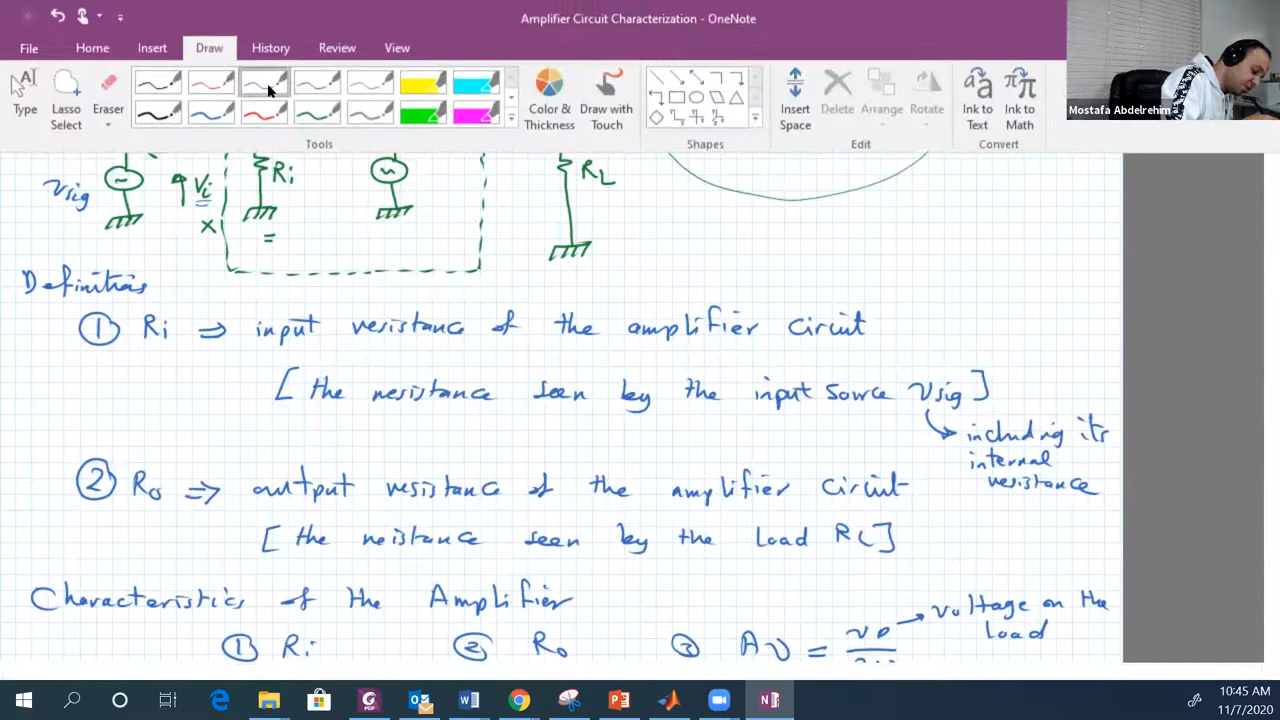 Amplifier Circuit Characterization - OneNote
File Home Insert Draw History Review View
Type
Lasso Select
Eraser
Color & Thickness
Draw with Touch
Insert Space
Delete
Arrange
Rotate
Ink to Text
Ink to Math
Tools
Shapes
Edit
Convert
Mostafa Abdelrehim
Vsig
Vi
Ri
RL
x
=
Definitions
1 Ri ⇒ input resistance of the amplifier circuit
[ the resistance seen by the input source Vsig ]
including its
internal
resistance
2 Ro ⇒ output resistance of the amplifier circuit
[ the reistance seen by the Load RL ]
Characteristics of the Amplifier
1 Ri 2 Ro 3 Av = vo
voltage on the
Load
10:45 AM
11/7/2020